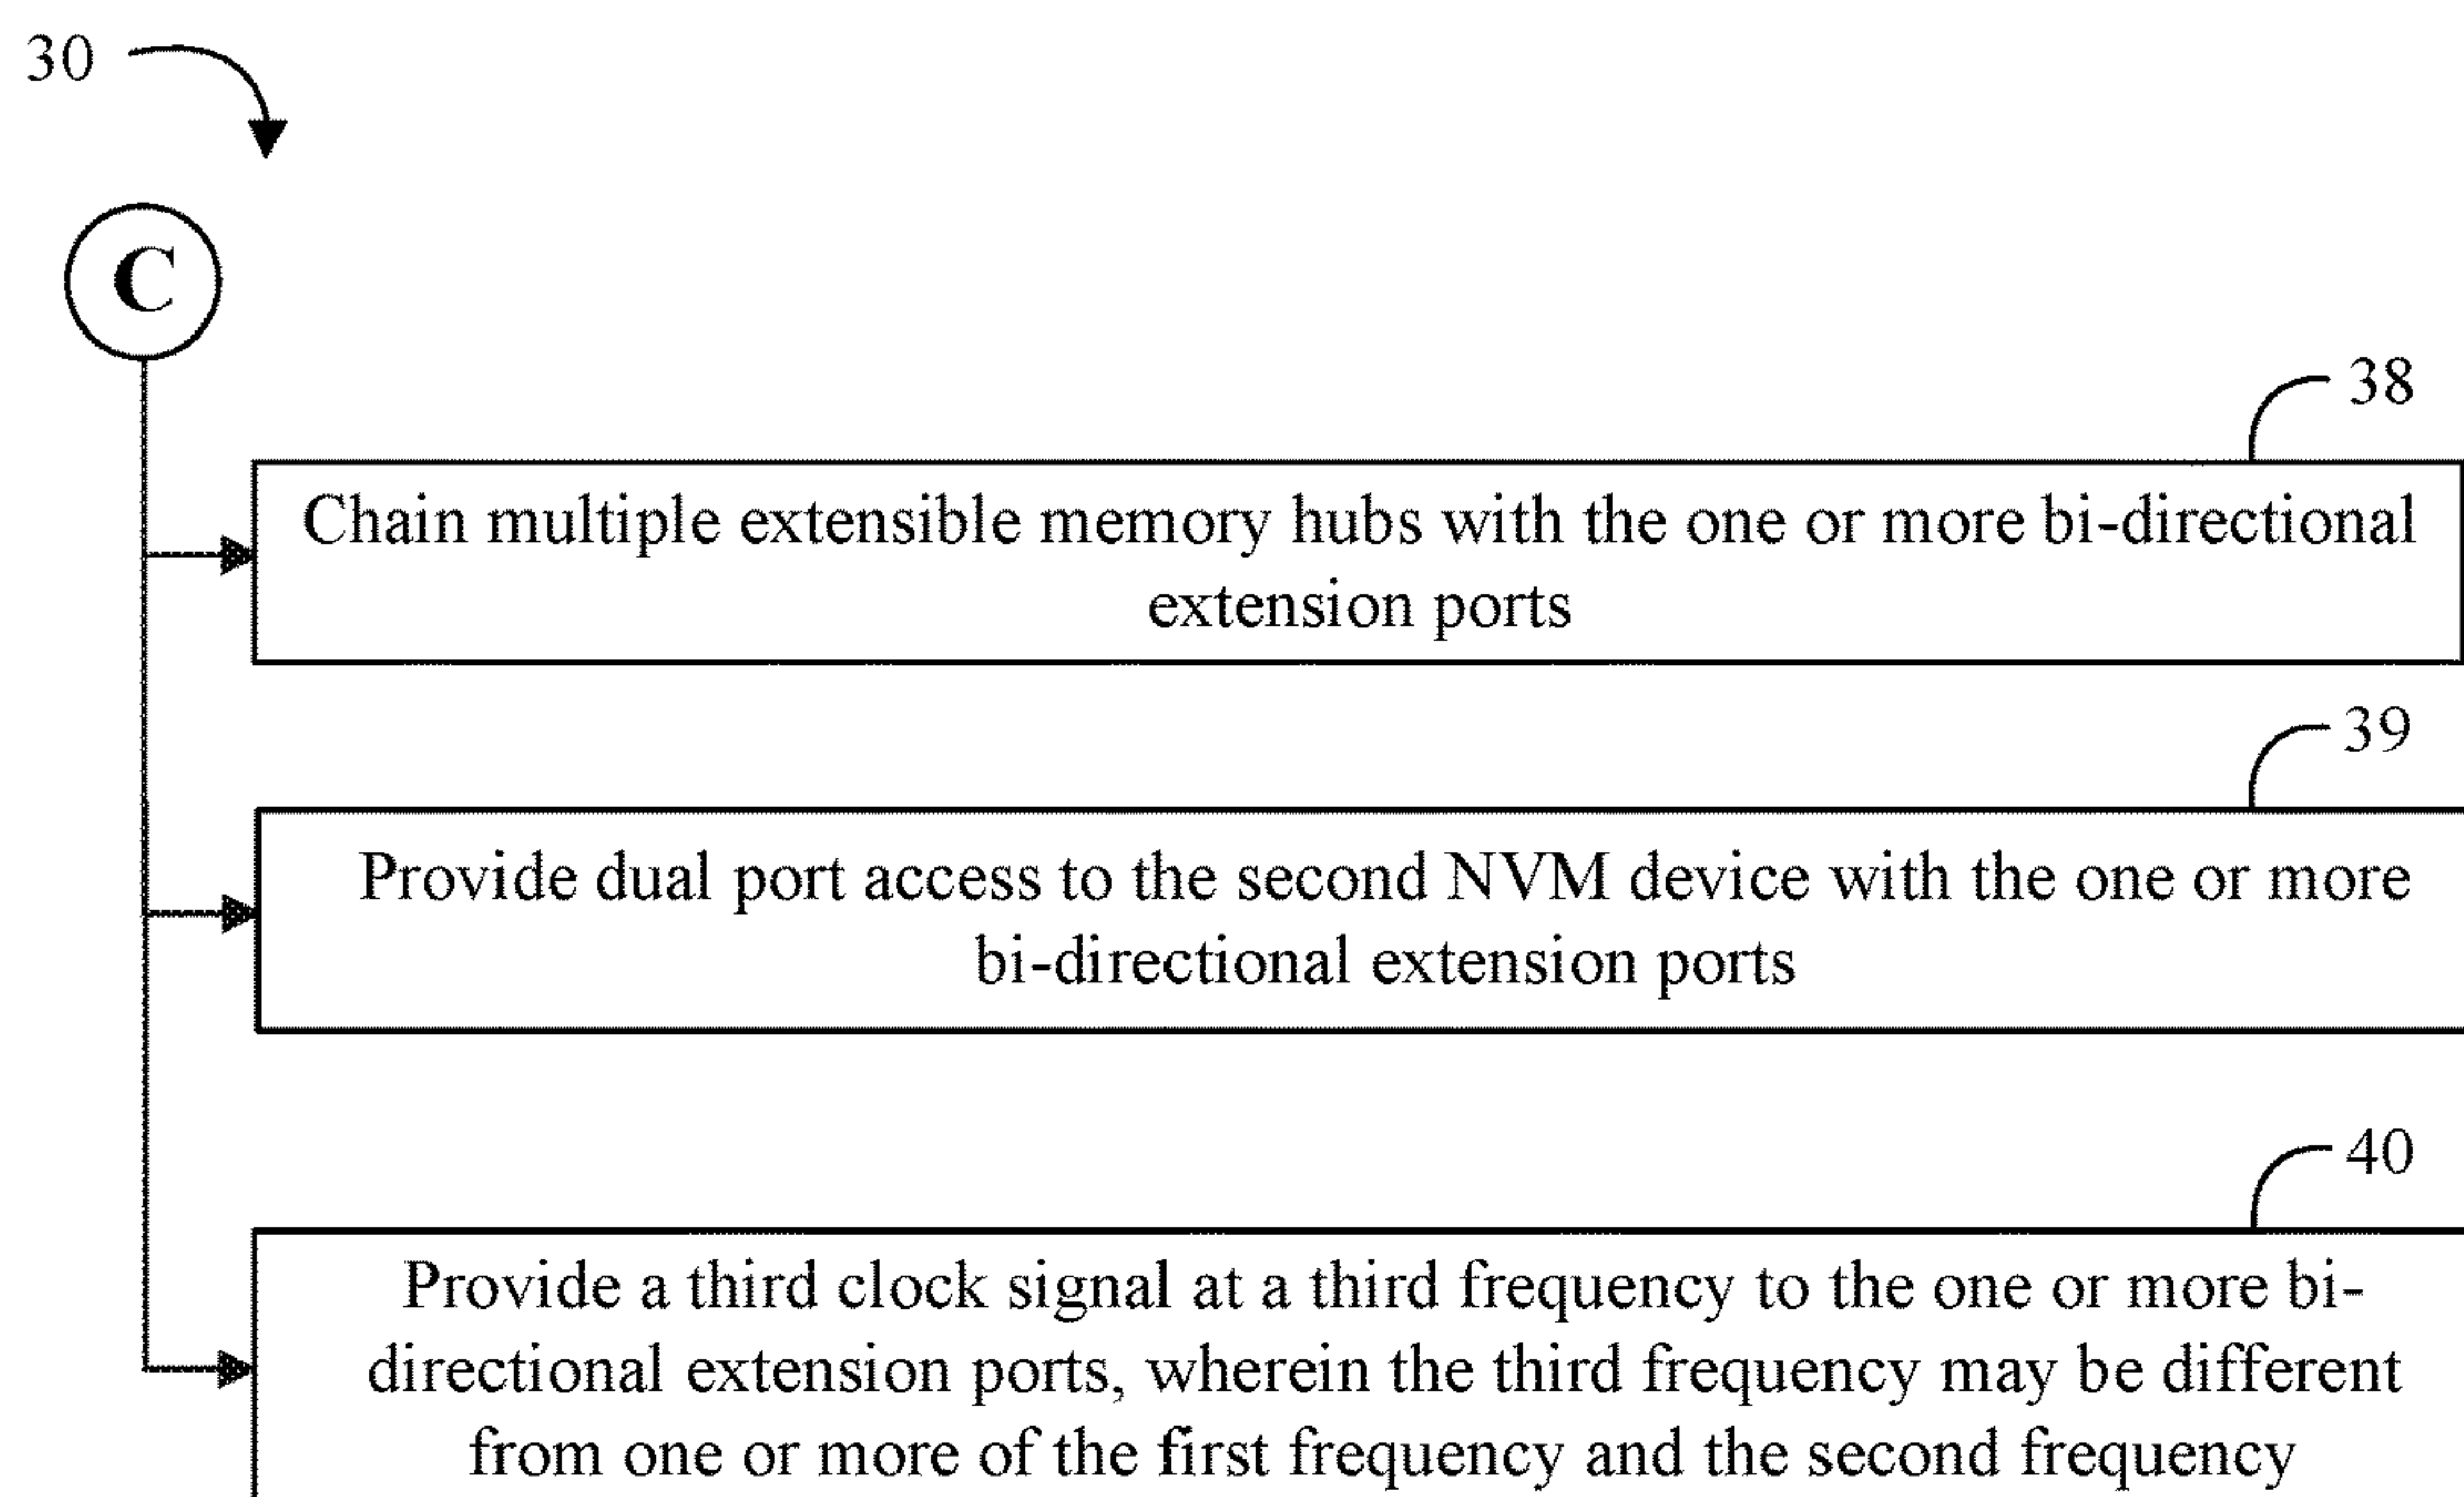 30
C
38
Chain multiple extensible memory hubs with the one or more bi-directional
extension ports
39
Provide dual port access to the second NVM device with the one or more
bi-directional extension ports
40
Provide a third clock signal at a third frequency to the one or more bi-
directional extension ports, wherein the third frequency may be different
from one or more of the first frequency and the second frequency